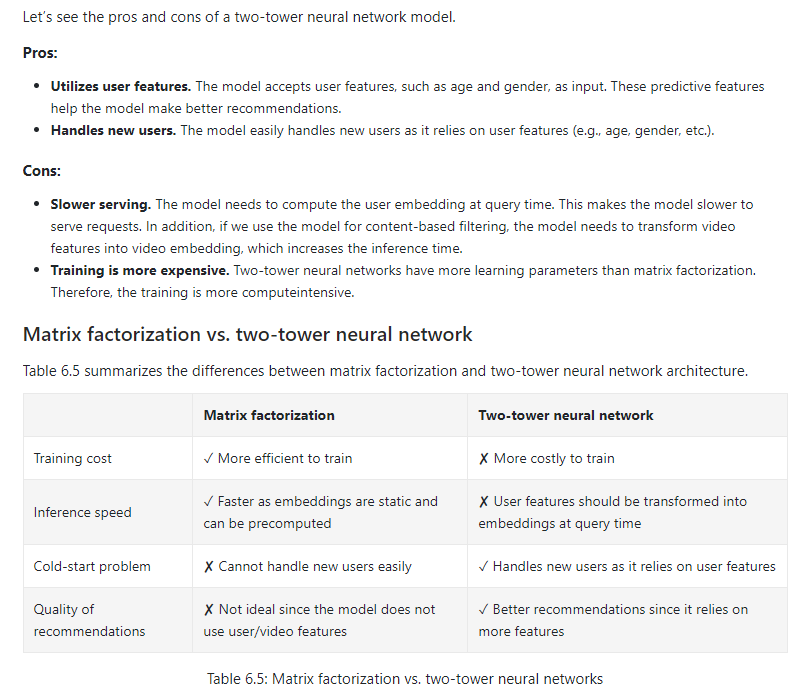 Let's see the pros and cons of a two-tower neural network model.
Pros:
• Utilizes user features. The model accepts user features, such as age and gender, as input. These predictive features
help the model make better recommendations.
• Handles new users. The model easily handles new users as it relies on user features (e.g., age, gender, etc.).
Cons:
• Slower serving. The model needs to compute the user embedding at query time. This makes the model slower to
serve requests. In addition, if we use the model for content-based filtering, the model needs to transform video
features into video embedding, which increases the inference time.
• Training is more expensive. Two-tower neural networks have more learning parameters than matrix factorization.
Therefore, the training is more computeintensive.
Matrix factorization vs. two-tower neural network
Table 6.5 summarizes the differences between matrix factorization and two-tower neural network architecture.
Matrix factorization
Two-tower neural network
Training cost
✓ More efficient to train
✗ More costly to train
Inference speed
✓ Faster as embeddings are static and
can be precomputed
✗ User features should be transformed into
embeddings at query time
Cold-start problem
✗ Cannot handle new users easily
✓ Handles new users as it relies on user features
Quality of
recommendations
✗ Not ideal since the model does not
use user/video features
✓ Better recommendations since it relies on
more features
Table 6.5: Matrix factorization vs. two-tower neural networks